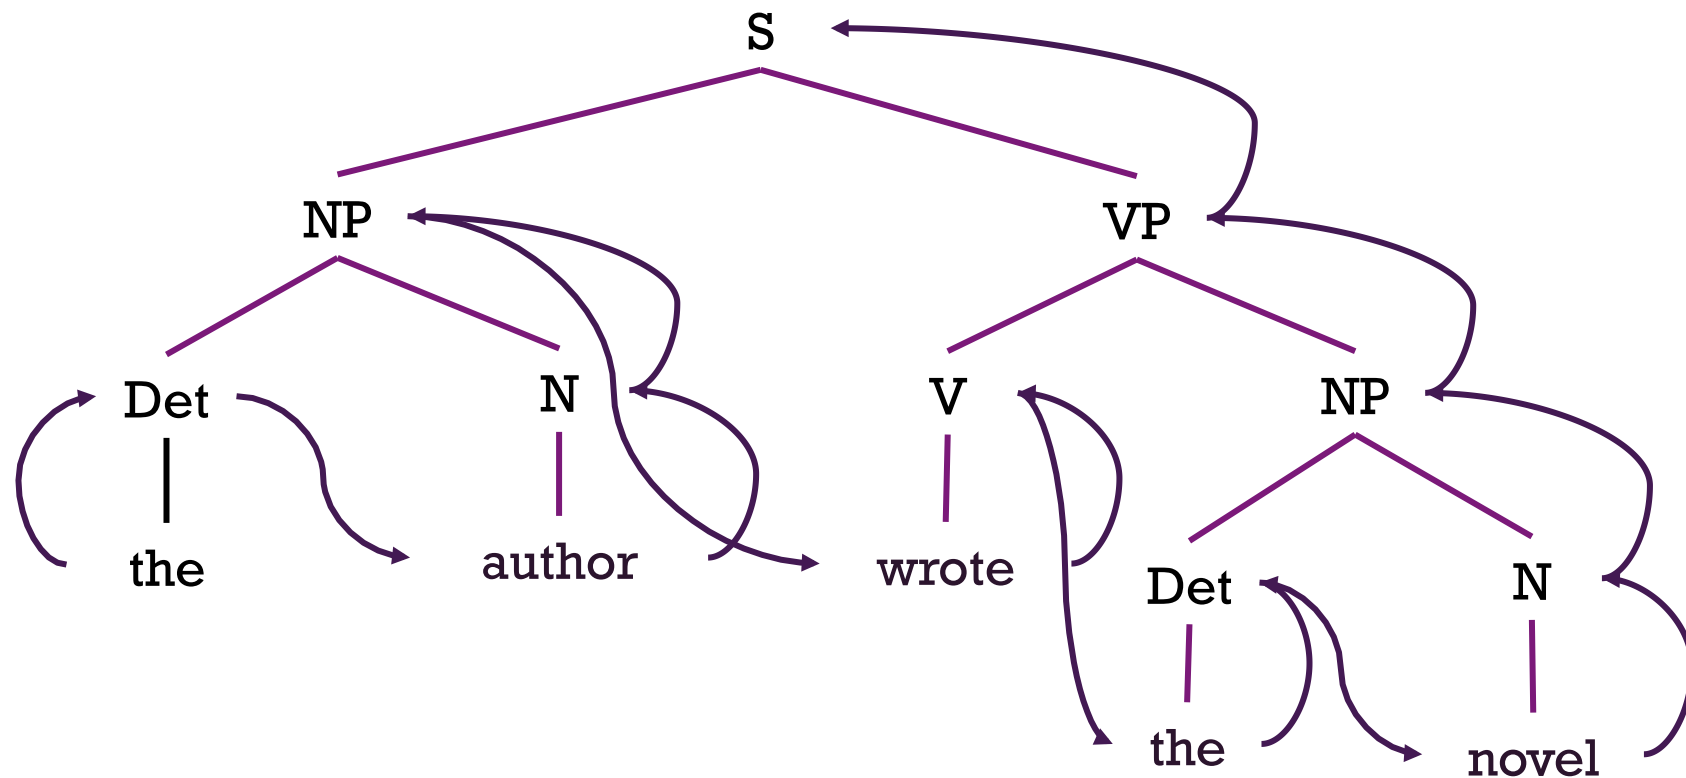 S
NP VP
Det N V NP
the author wrote Det N
the novel